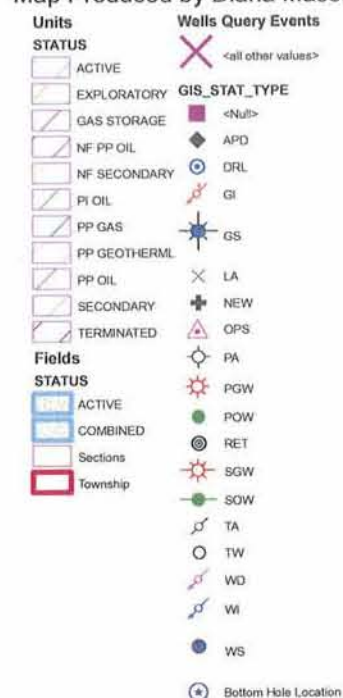 Map Produced by Diana
Units
STATUS
ACTIVE
EXPLORATORY
GAS STORAGE
NF PP OIL
NF SECONDARY
PI OIL
PP GAS
PP GEOTHERML
PP OIL
SECONDARY
TERMINATED
Fields
STATUS
ACTIVE
COMBINED
Sections
Township
Wells Query Events
<all other values>
GIS_STAT_TYPE
<Null>
APD
DRL
GI
GS
LA
NEW
OPS
PA
PGW
POW
RET
SGW
SOW
TA
TW
WD
WI
WS
Bottom Hole Location